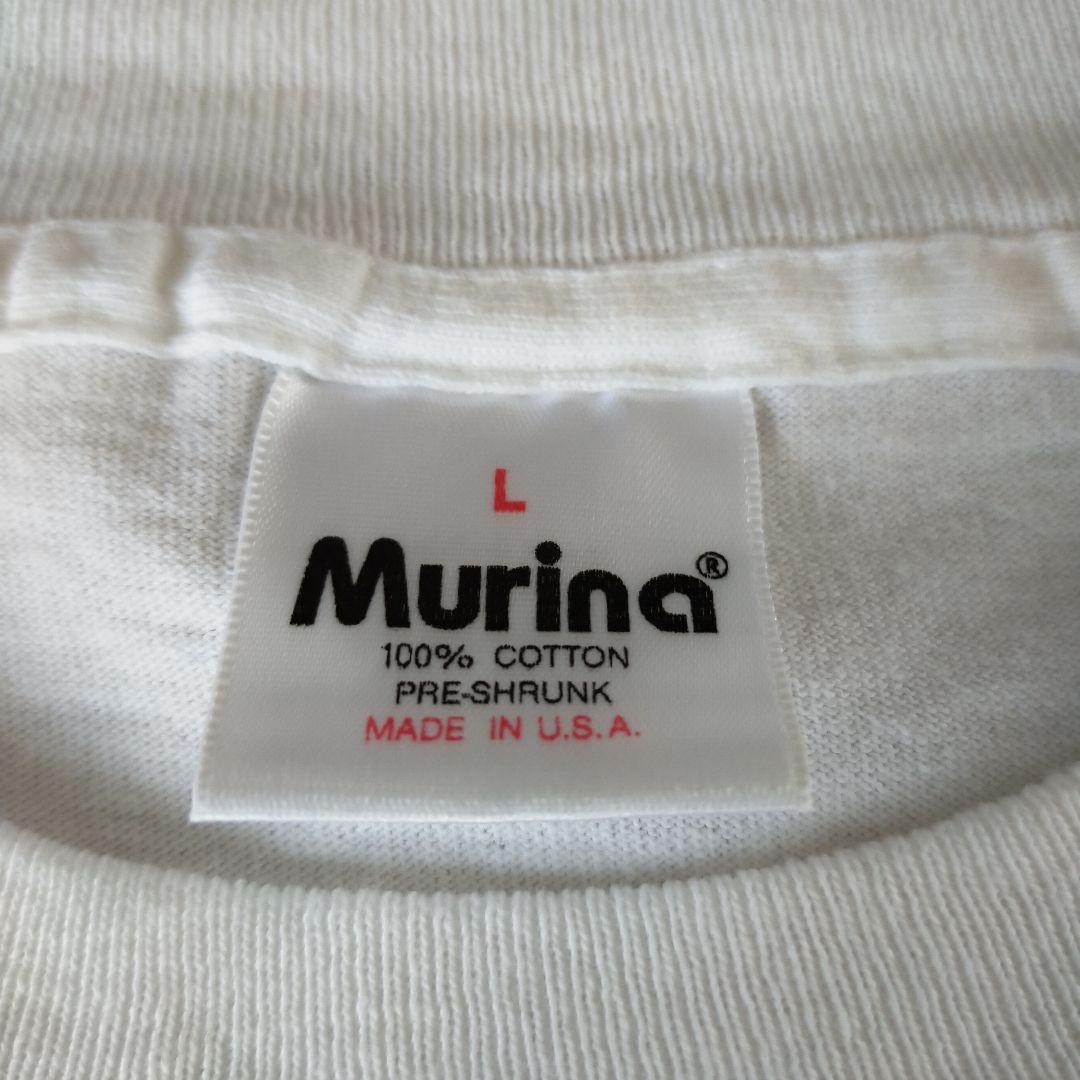 L
Murina®
100% COTTON
PRE-SHRUNK
MADE IN U.S.A.